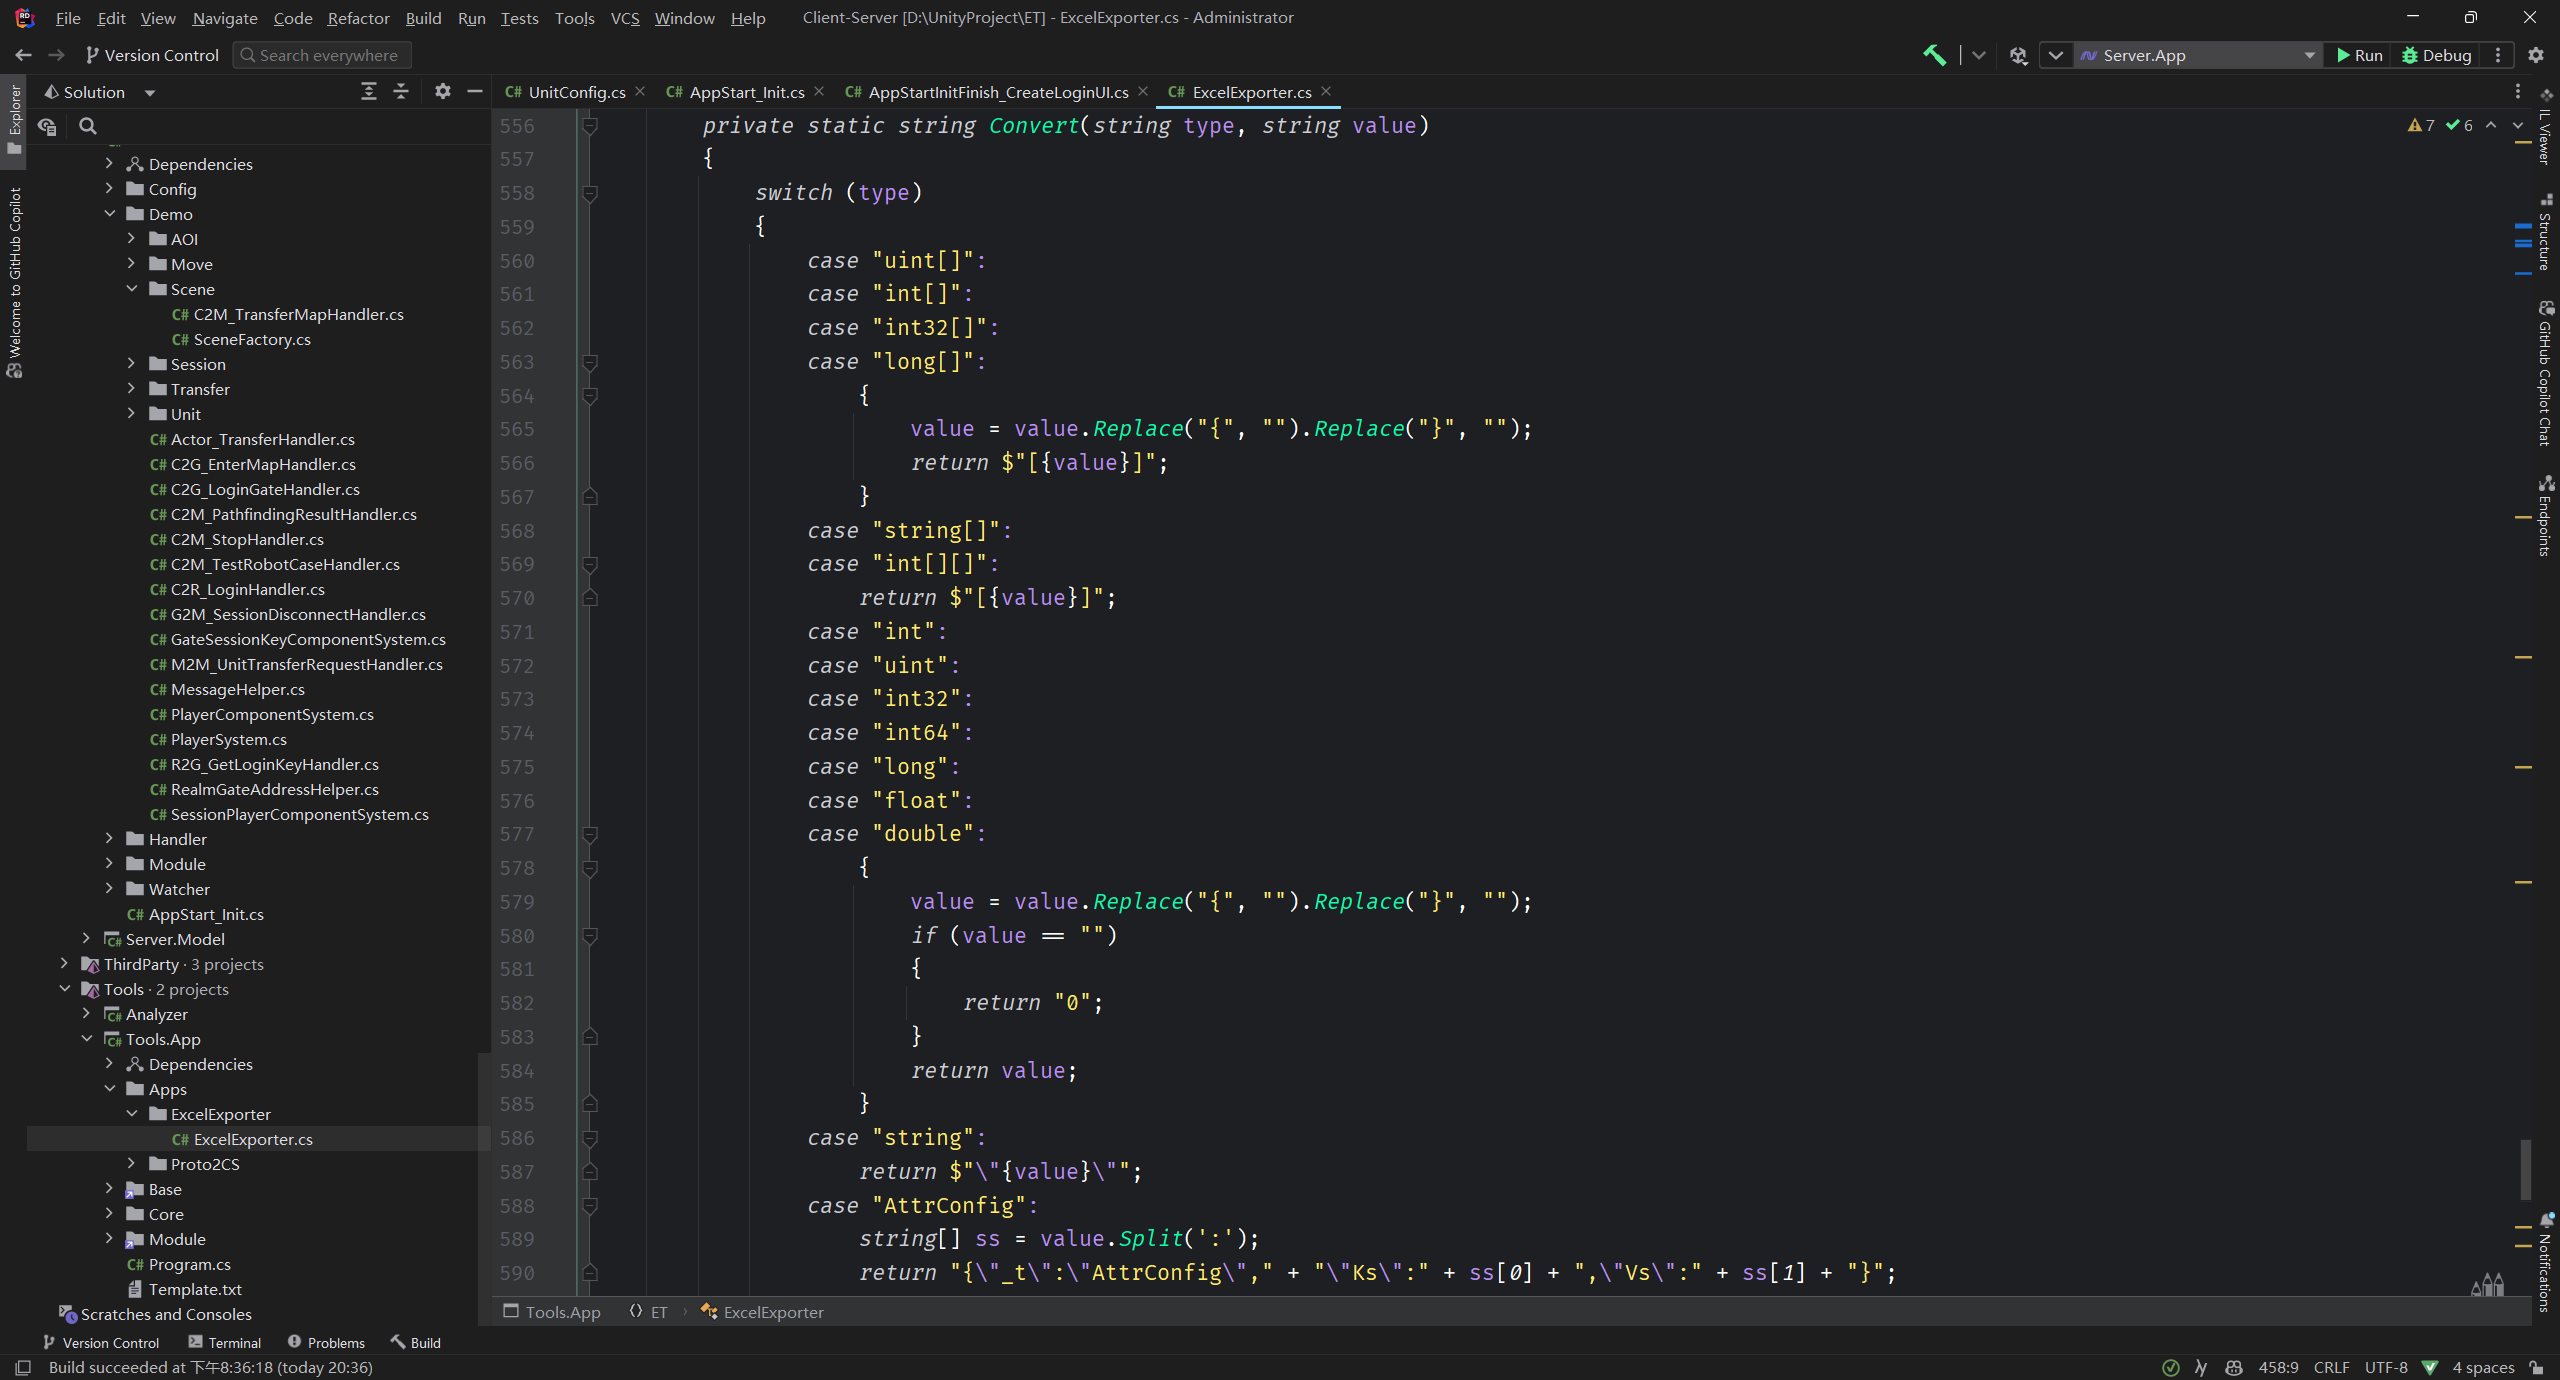 File Edit View Navigate Code Refactor Build Run Tests Tools VCS Window Help Client-Server [D:\UnityProject\ET] - ExcelExporter.cs - Administrator
Version Control Search everywhere Server.App Run Debug
Solution
Explorer
Welcome to GitHub Copilot
Dependencies
Config
Demo
AOI
Move
Scene
C# C2M_TransferMapHandler.cs
C# SceneFactory.cs
Session
Transfer
Unit
C# Actor_TransferHandler.cs
C# C2G_EnterMapHandler.cs
C# C2G_LoginGateHandler.cs
C# C2M_PathfindingResultHandler.cs
C# C2M_StopHandler.cs
C# C2M_TestRobotCaseHandler.cs
C# C2R_LoginHandler.cs
C# G2M_SessionDisconnectHandler.cs
C# GateSessionKeyComponentSystem.cs
C# M2M_UnitTransferRequestHandler.cs
C# MessageHelper.cs
C# PlayerComponentSystem.cs
C# PlayerSystem.cs
C# R2G_GetLoginKeyHandler.cs
C# RealmGateAddressHelper.cs
C# SessionPlayerComponentSystem.cs
Handler
Module
Watcher
C# AppStart_Init.cs
C# Server.Model
ThirdParty · 3 projects
Tools · 2 projects
C# Analyzer
C# Tools.App
Dependencies
Apps
ExcelExporter
C# ExcelExporter.cs
Proto2CS
Base
Core
Module
C# Program.cs
Template.txt
Scratches and Consoles
C# UnitConfig.cs C# AppStart_Init.cs C# AppStartInitFinish_CreateLoginUI.cs C# ExcelExporter.cs
7 6
556 private static string Convert(string type, string value)
557 {
558 switch (type)
559 {
560 case "uint[]":
561 case "int[]":
562 case "int32[]":
563 case "long[]":
564 {
565 value = value.Replace("{", "").Replace("}", "");
566 return $"[{value}]";
567 }
568 case "string[]":
569 case "int[][]":
570 return $"[{value}]";
571 case "int":
572 case "uint":
573 case "int32":
574 case "int64":
575 case "long":
576 case "float":
577 case "double":
578 {
579 value = value.Replace("{", "").Replace("}", "");
580 if (value == "")
581 {
582 return "0";
583 }
584 return value;
585 }
586 case "string":
587 return $"\"{value}\"";
588 case "AttrConfig":
589 string[] ss = value.Split(':');
590 return "{\"_t\":\"AttrConfig\"," + "\"Ks\":" + ss[0] + ",\"Vs\":" + ss[1] + "}";
IL Viewer
Structure
GitHub Copilot Chat
Endpoints
Notifications
Tools.App ET ExcelExporter
Version Control Terminal Problems Build
Build succeeded at 下午8:36:18 (today 20:36) 458:9 CRLF UTF-8 4 spaces